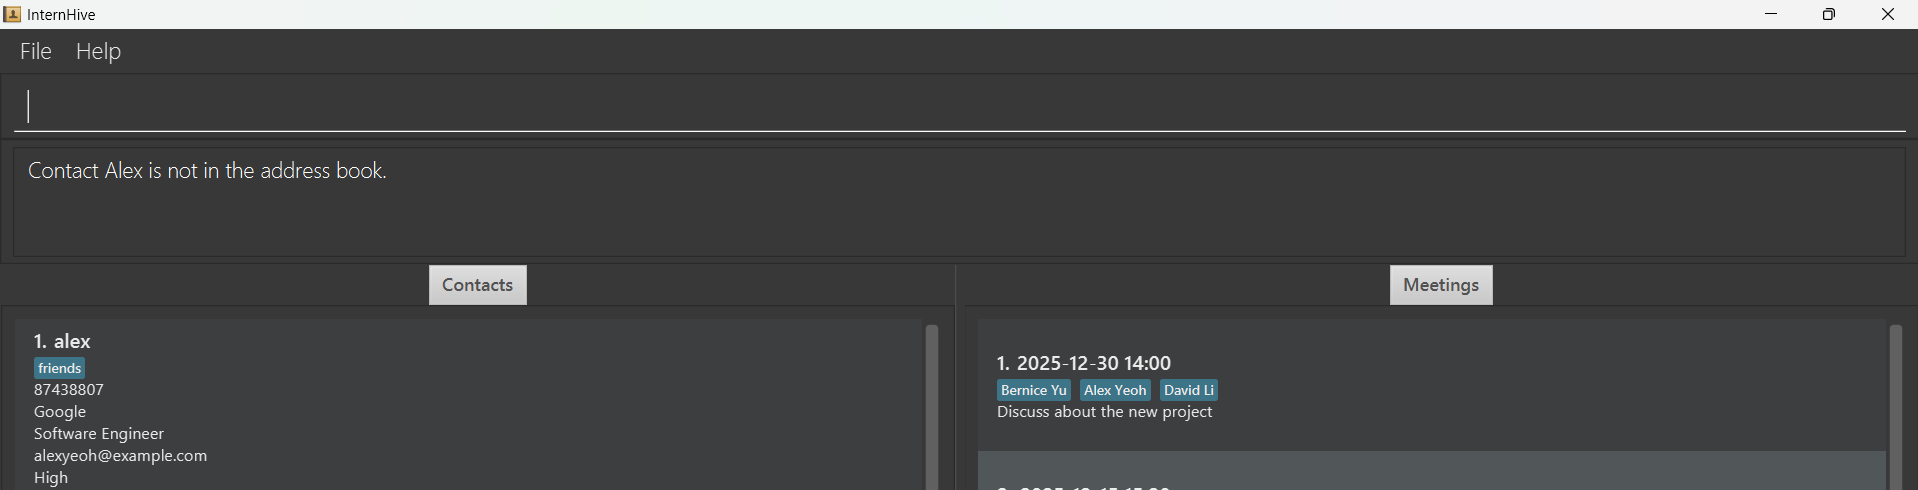 InternHive
File Help
Contact Alex is not in the address book.
Contacts
Meetings
1. alex
friends
87438807
Google
Software Engineer
alexyeoh@example.com
High
1. 2025-12-30 14:00
Bernice Yu Alex Yeoh David Li
Discuss about the new project